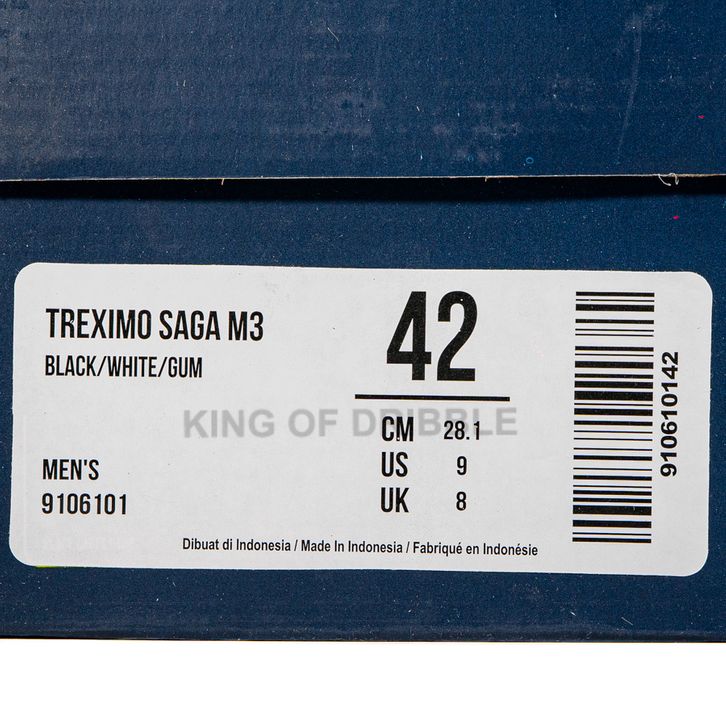 TREXIMO SAGA M3
BLACK/WHITE/GUM
42
KING OF DRIBBLE
CM 28.1
US 9
UK 8
MEN'S
9106101
910610142
Dibuat di Indonesia / Made In Indonesia / Fabriqué en Indonésie